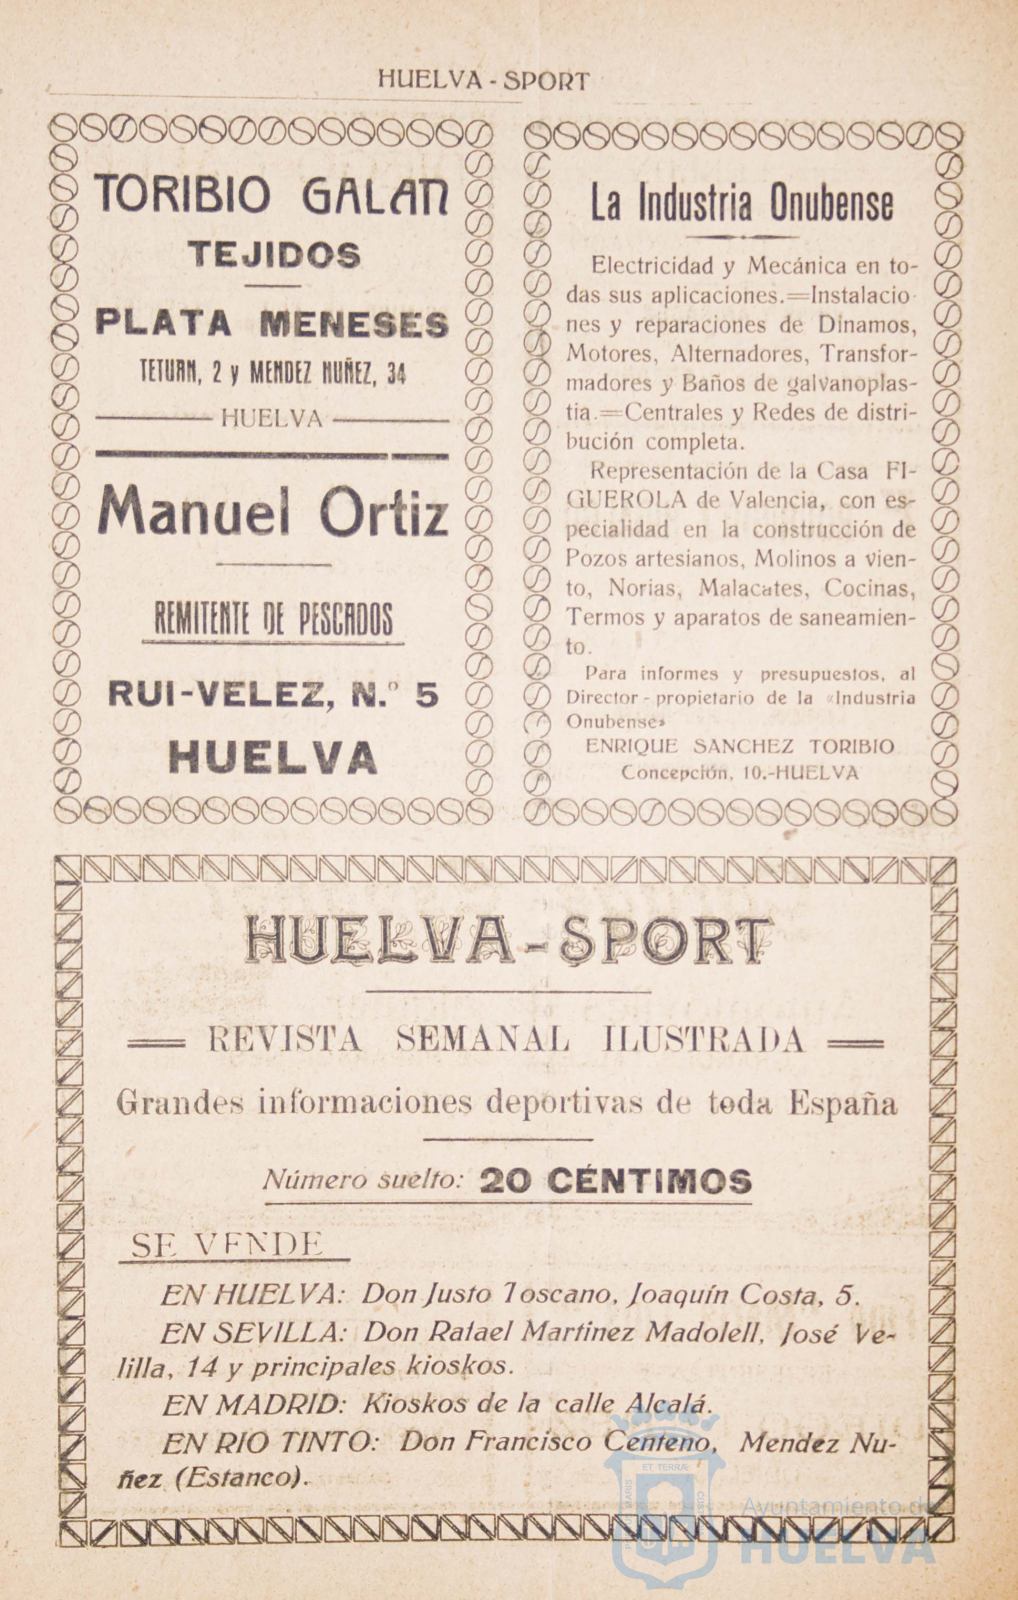 HUELVA - SPORT
TORIBIO GALAN
TEJIDOS
PLATA MENESES
TETUAN, 2 y MENDEZ NUÑEZ, 34
HUELVA
Manuel Ortiz
REMITENTE DE PESCADOS
RUI-VELEZ, N.º 5
HUELVA
La Industria Onubense
Electricidad y Mecánica en to-
das sus aplicaciones.=Instalacio-
nes y reparaciones de Dinamos,
Motores, Alternadores, Transfor-
madores y Baños de galvanoplas-
tia.=Centrales y Redes de distri-
bución completa.
Representación de la Casa FI-
GUEROLA de Valencia, con es-
pecialidad en la construcción de
Pozos artesianos, Molinos a vien-
to, Norias, Malacates, Cocinas,
Termos y aparatos de saneamien-
to.
Para informes y presupuestos, al
Director - propietario de la «Industria
Onubense»
ENRIQUE SANCHEZ TORIBIO
Concepción, 10.-HUELVA
HUELVA - SPORT
REVISTA SEMANAL ILUSTRADA
Grandes informaciones deportivas de toda España
Número suelto: 20 CÉNTIMOS
SE VENDE
EN HUELVA: Don Justo Toscano, Joaquín Costa, 5.
EN SEVILLA: Don Rafael Martinez Madolell, José Ve-
lilla, 14 y principales kioskos.
EN MADRID: Kioskos de la calle Alcalá.
EN RIO TINTO: Don Francisco Centeno, Mendez Nu-
ñez (Estanco).
ET TERRÆ
MARIS
Ayuntamiento de
HUELVA